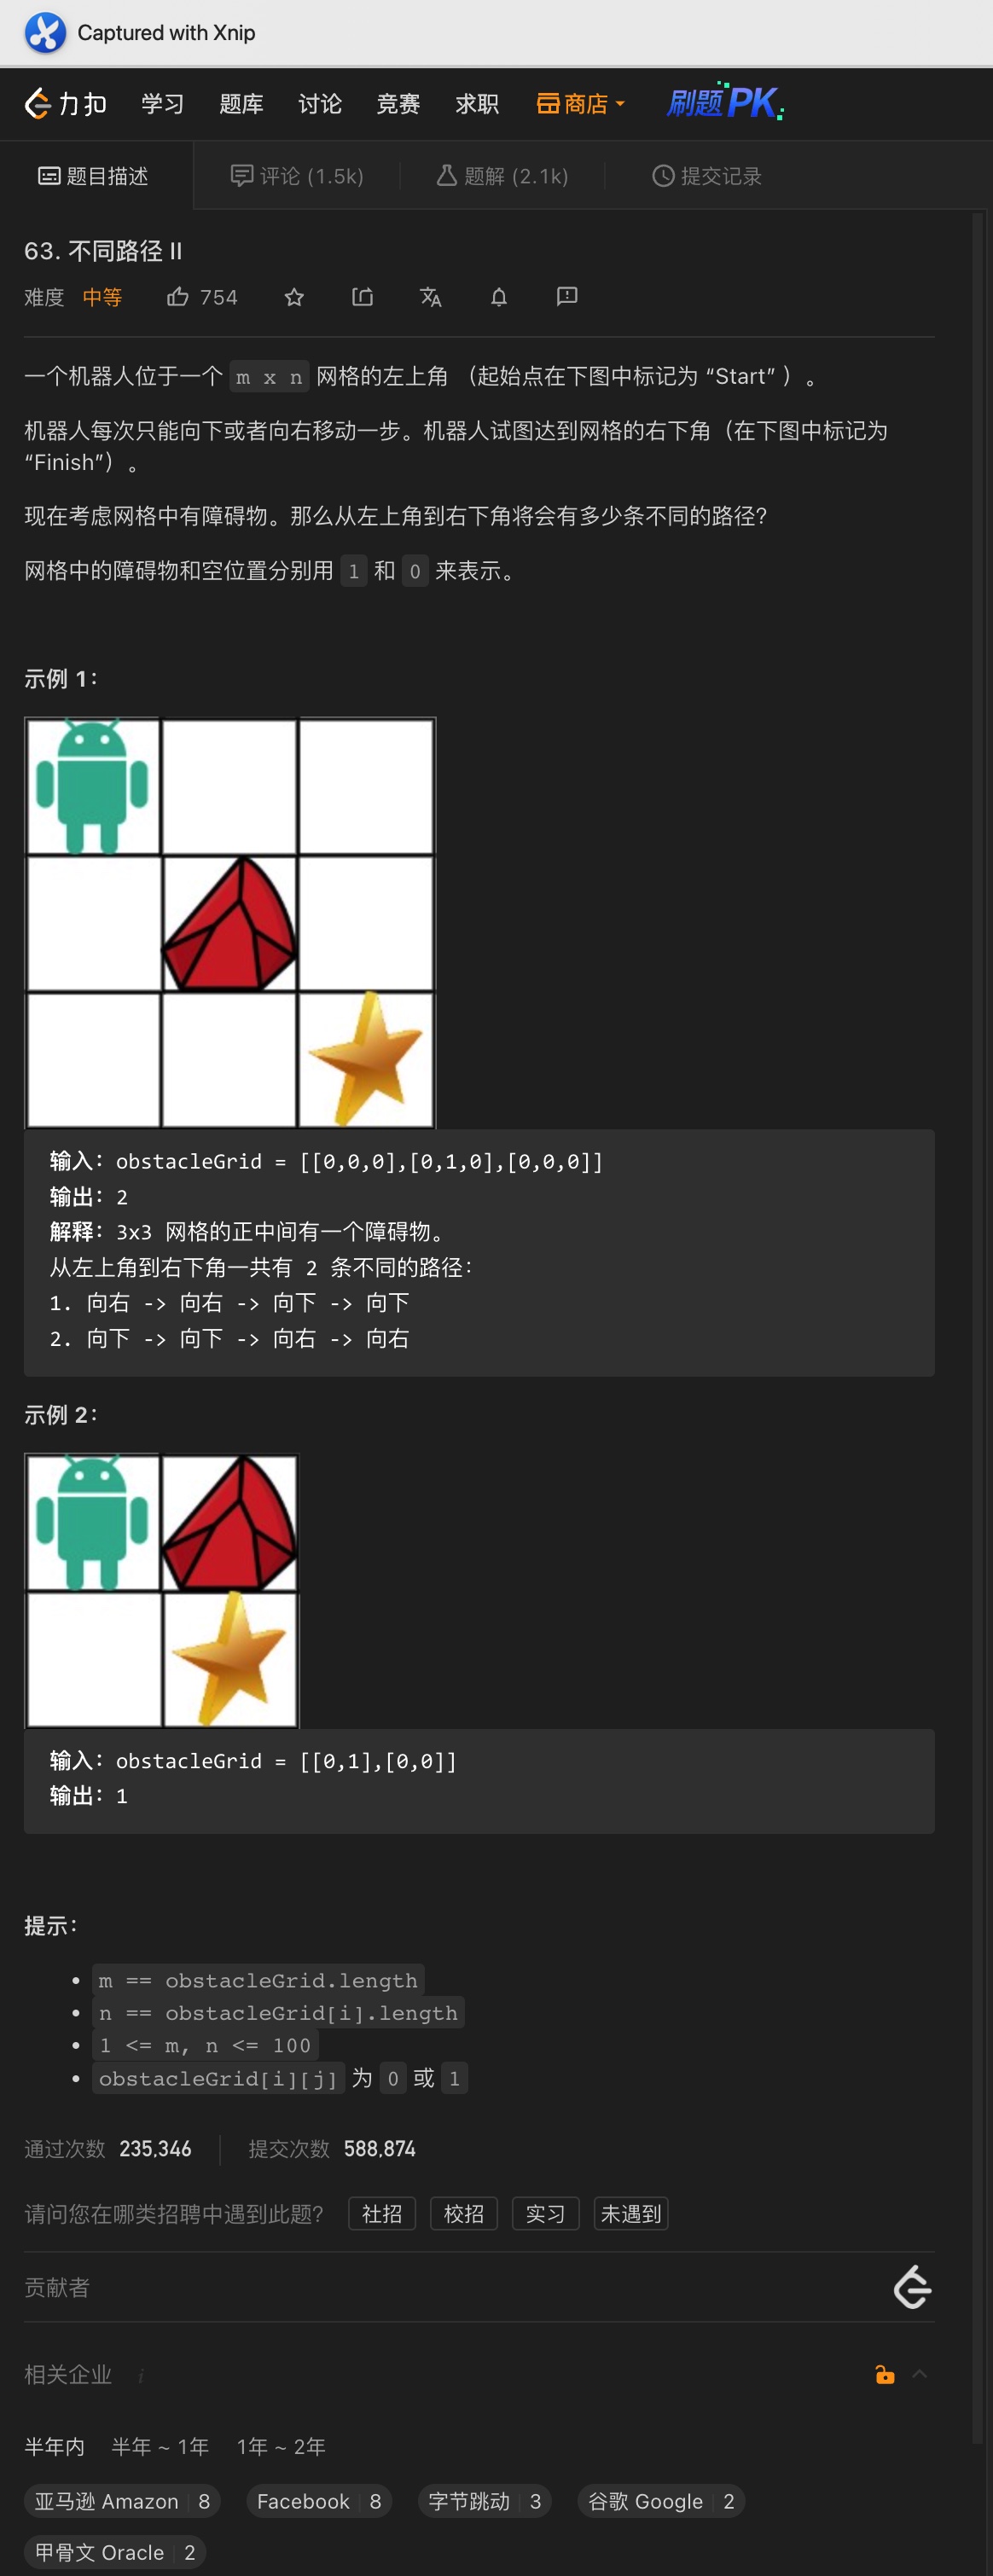 Captured with Xnip
力扣 学习 题库 讨论 竞赛 求职 商店 刷题PK
题目描述 评论 (1.5k) 题解 (2.1k) 提交记录
63. 不同路径 II
难度 中等 754
一个机器人位于一个 m x n 网格的左上角 （起始点在下图中标记为 “Start” ）。
机器人每次只能向下或者向右移动一步。机器人试图达到网格的右下角（在下图中标记为
“Finish”）。
现在考虑网格中有障碍物。那么从左上角到右下角将会有多少条不同的路径？
网格中的障碍物和空位置分别用 1 和 0 来表示。
示例 1：
输入：obstacleGrid = [[0,0,0],[0,1,0],[0,0,0]]
输出：2
解释：3x3 网格的正中间有一个障碍物。
从左上角到右下角一共有 2 条不同的路径：
1. 向右 -> 向右 -> 向下 -> 向下
2. 向下 -> 向下 -> 向右 -> 向右
示例 2：
输入：obstacleGrid = [[0,1],[0,0]]
输出：1
提示：
• m == obstacleGrid.length
• n == obstacleGrid[i].length
• 1 <= m, n <= 100
• obstacleGrid[i][j] 为 0 或 1
通过次数 235,346 提交次数 588,874
请问您在哪类招聘中遇到此题？ 社招 校招 实习 未遇到
贡献者
相关企业 i
半年内 半年 ~ 1年 1年 ~ 2年
亚马逊 Amazon 8 Facebook 8 字节跳动 3 谷歌 Google 2
甲骨文 Oracle 2